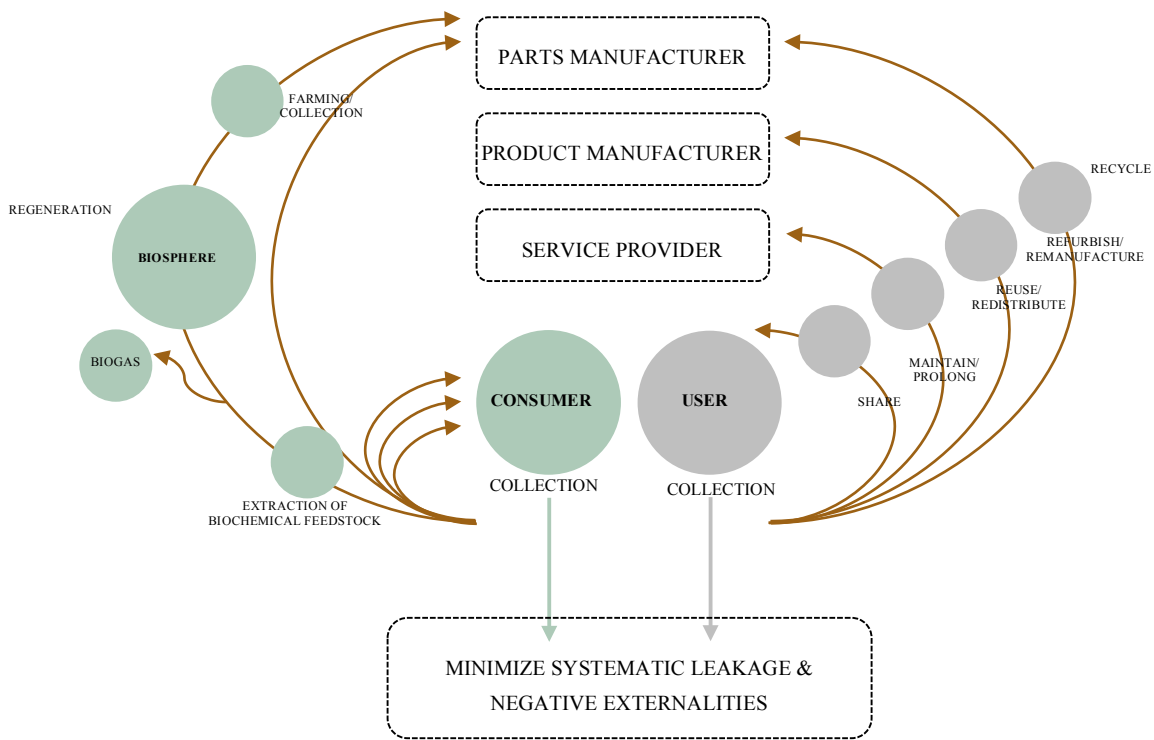 PARTS MANUFACTURER
FARMING/
COLLECTION
PRODUCT MANUFACTURER
RECYCLE
REGENERATION
BIOSPHERE
SERVICE PROVIDER
REFURBISH/
REMANUFACTURE
REUSE/
REDISTRIBUTE
BIOGAS
MAINTAIN/
PROLONG
CONSUMER
USER
SHARE
COLLECTION
COLLECTION
EXTRACTION OF
BIOCHEMICAL FEEDSTOCK
MINIMIZE SYSTEMATIC LEAKAGE &
NEGATIVE EXTERNALITIES